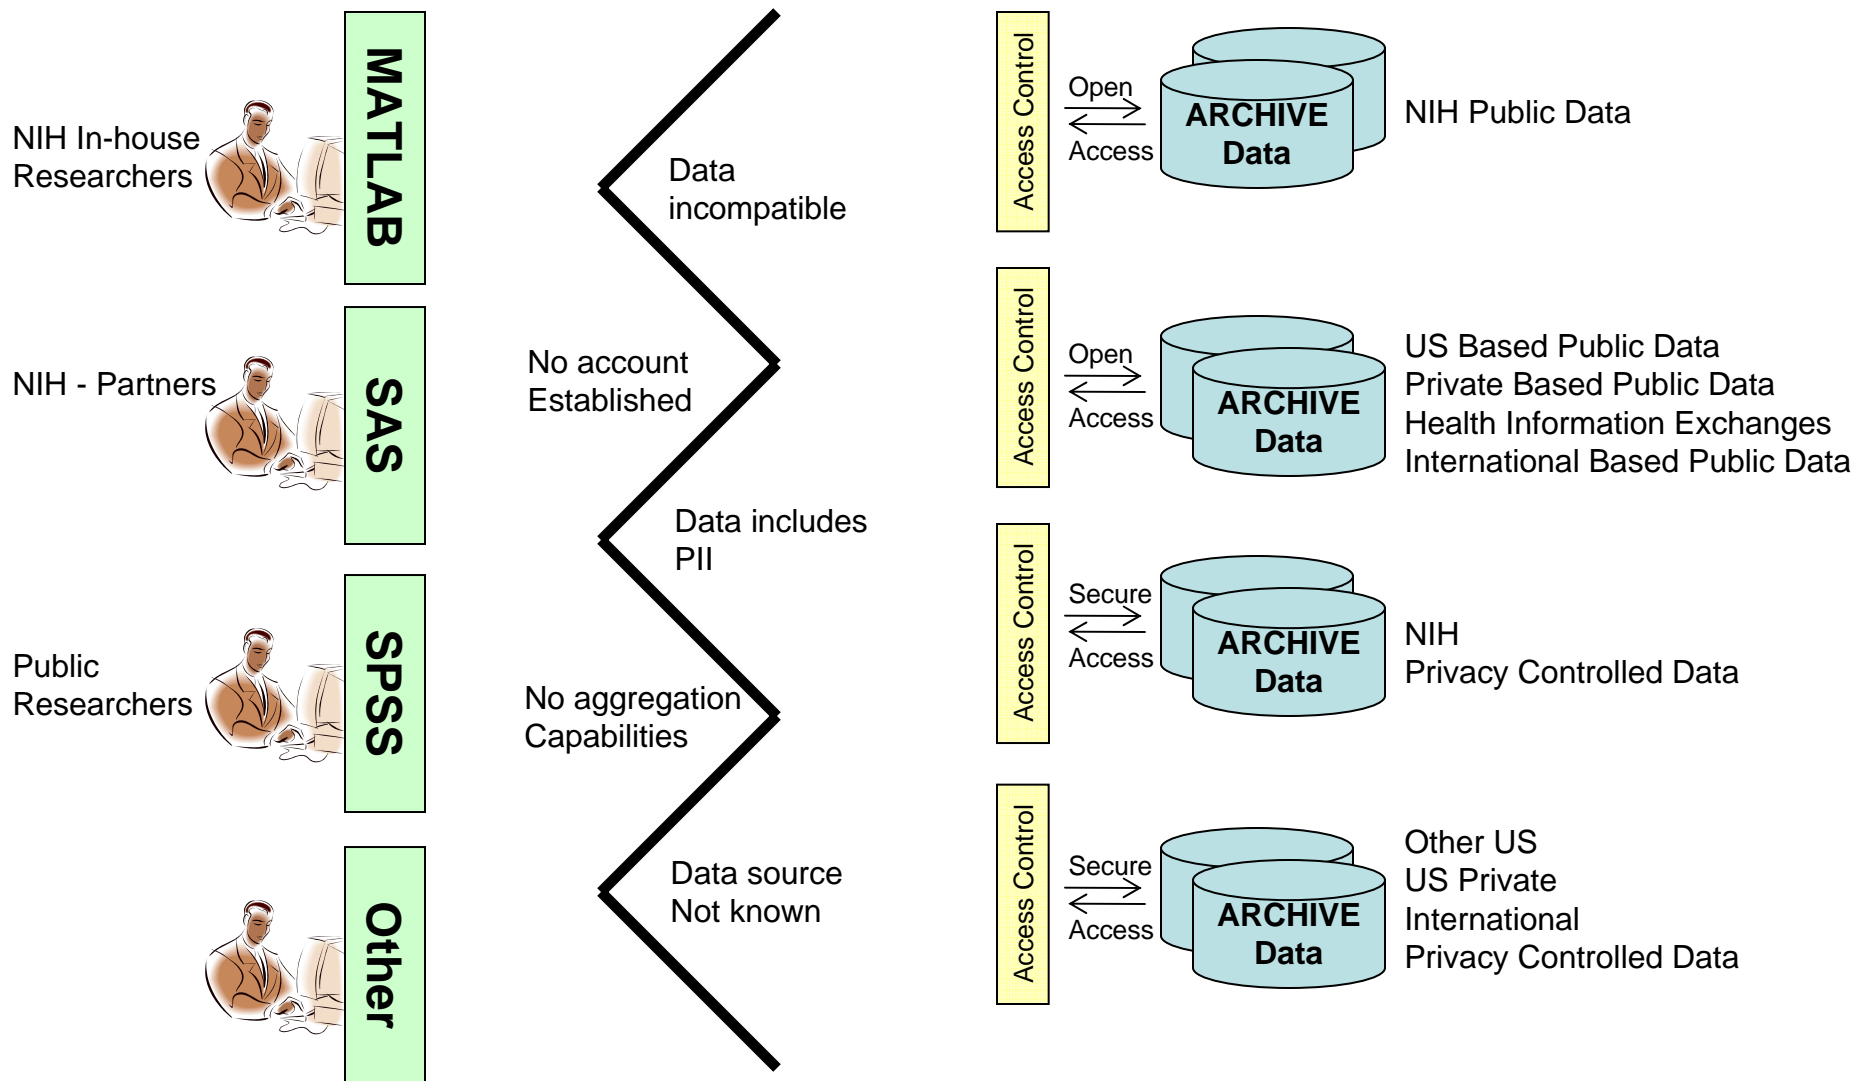 NIH In-house
Researchers
MATLAB
NIH - Partners
SAS
Public
Researchers
SPSS
Other
Data
incompatible
No account
Established
Data includes
PII
No aggregation
Capabilities
Data source
Not known
Access Control
Open
Access
ARCHIVE
Data
NIH Public Data
Access Control
Open
Access
ARCHIVE
Data
US Based Public Data
Private Based Public Data
Health Information Exchanges
International Based Public Data
Access Control
Secure
Access
ARCHIVE
Data
NIH
Privacy Controlled Data
Access Control
Secure
Access
ARCHIVE
Data
Other US
US Private
International
Privacy Controlled Data